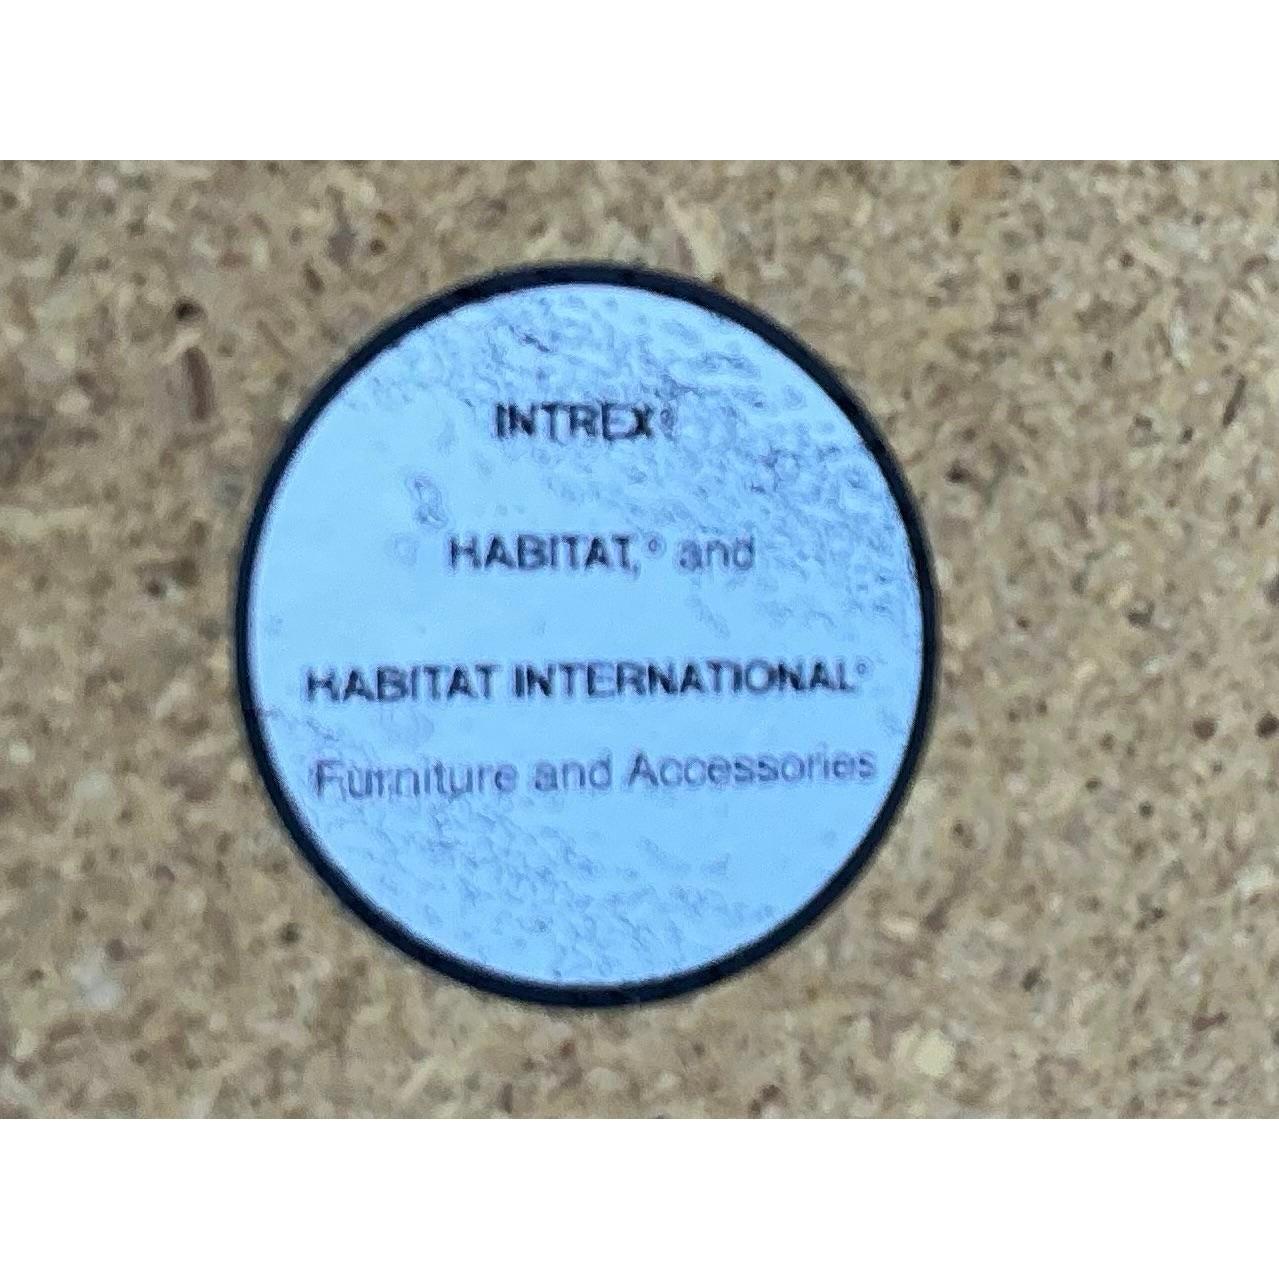 INTREX®
HABITAT,® and
HABITAT INTERNATIONAL®
Furniture and Accessories